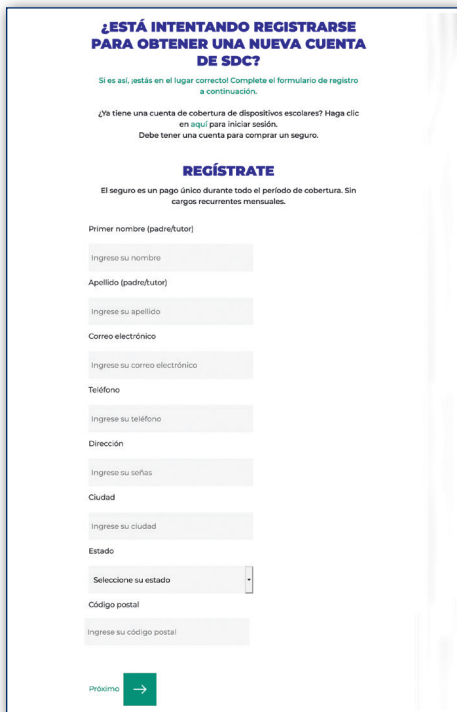 ¿ESTÁ INTENTANDO REGISTRARSE
PARA OBTENER UNA NUEVA CUENTA
DE SDC?
Si es así, ¡estás en el lugar correcto! Complete el formulario de registro
a continuación.
¿Ya tiene una cuenta de cobertura de dispositivos escolares? Haga clic
en aquí para iniciar sesión.
Debe tener una cuenta para comprar un seguro.
REGÍSTRATE
El seguro es un pago único durante todo el período de cobertura. Sin
cargos recurrentes mensuales.
Primer nombre (padre/tutor)
Ingrese su nombre
Apellido (padre/tutor)
Ingrese su apellido
Correo electrónico
Ingrese su correo electrónico
Teléfono
Ingrese su teléfono
Dirección
Ingrese su señas
Ciudad
Ingrese su ciudad
Estado
Seleccione su estado
Código postal
Ingrese su código postal
Próximo